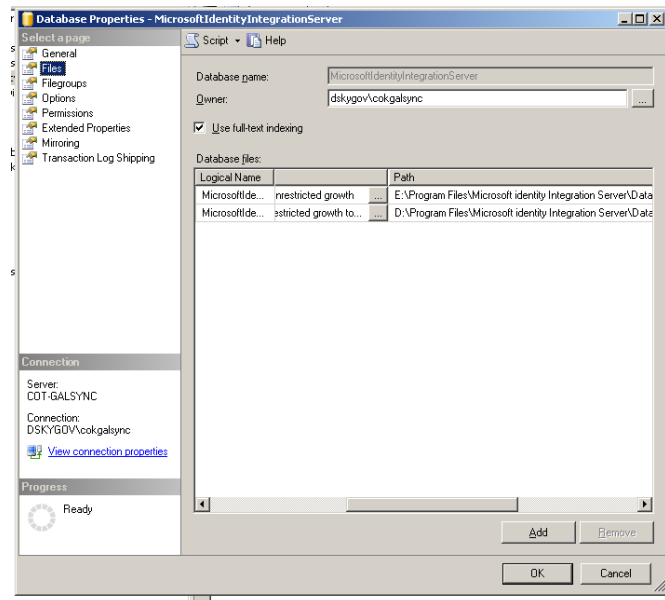 Database Properties - MicrosoftIdentityIntegrationServer
Select a page
General
Files
Filegroups
Options
Permissions
Extended Properties
Mirroring
Transaction Log Shipping
Script Help
Database name: MicrosoftIdentityIntegrationServer
Owner: dskygov\cokgalsync ...
Use full-text indexing
Database files:
Logical Name Path
MicrosoftIde... nrestricted growth ... E:\Program Files\Microsoft identity Integration Server\Data
MicrosoftIde... estricted growth to... ... D:\Program Files\Microsoft identity Integration Server\Data
Connection
Server:
COT-GALSYNC
Connection:
DSKYGOV\cokgalsync
View connection properties
Progress
Ready
Add Remove
OK Cancel